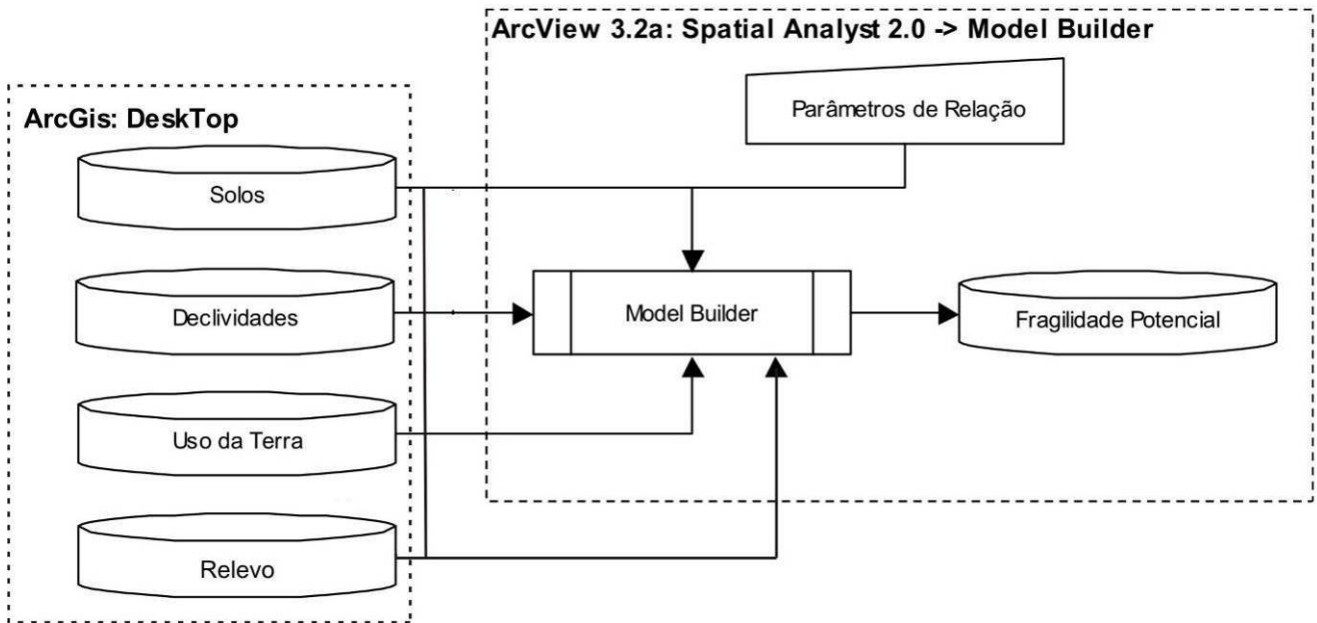 ArcView 3.2a: Spatial Analyst 2.0 -> Model Builder
ArcGis: DeskTop
Parâmetros de Relação
Solos
Declividades
Model Builder
Fragilidade Potencial
Uso da Terra
Relevo